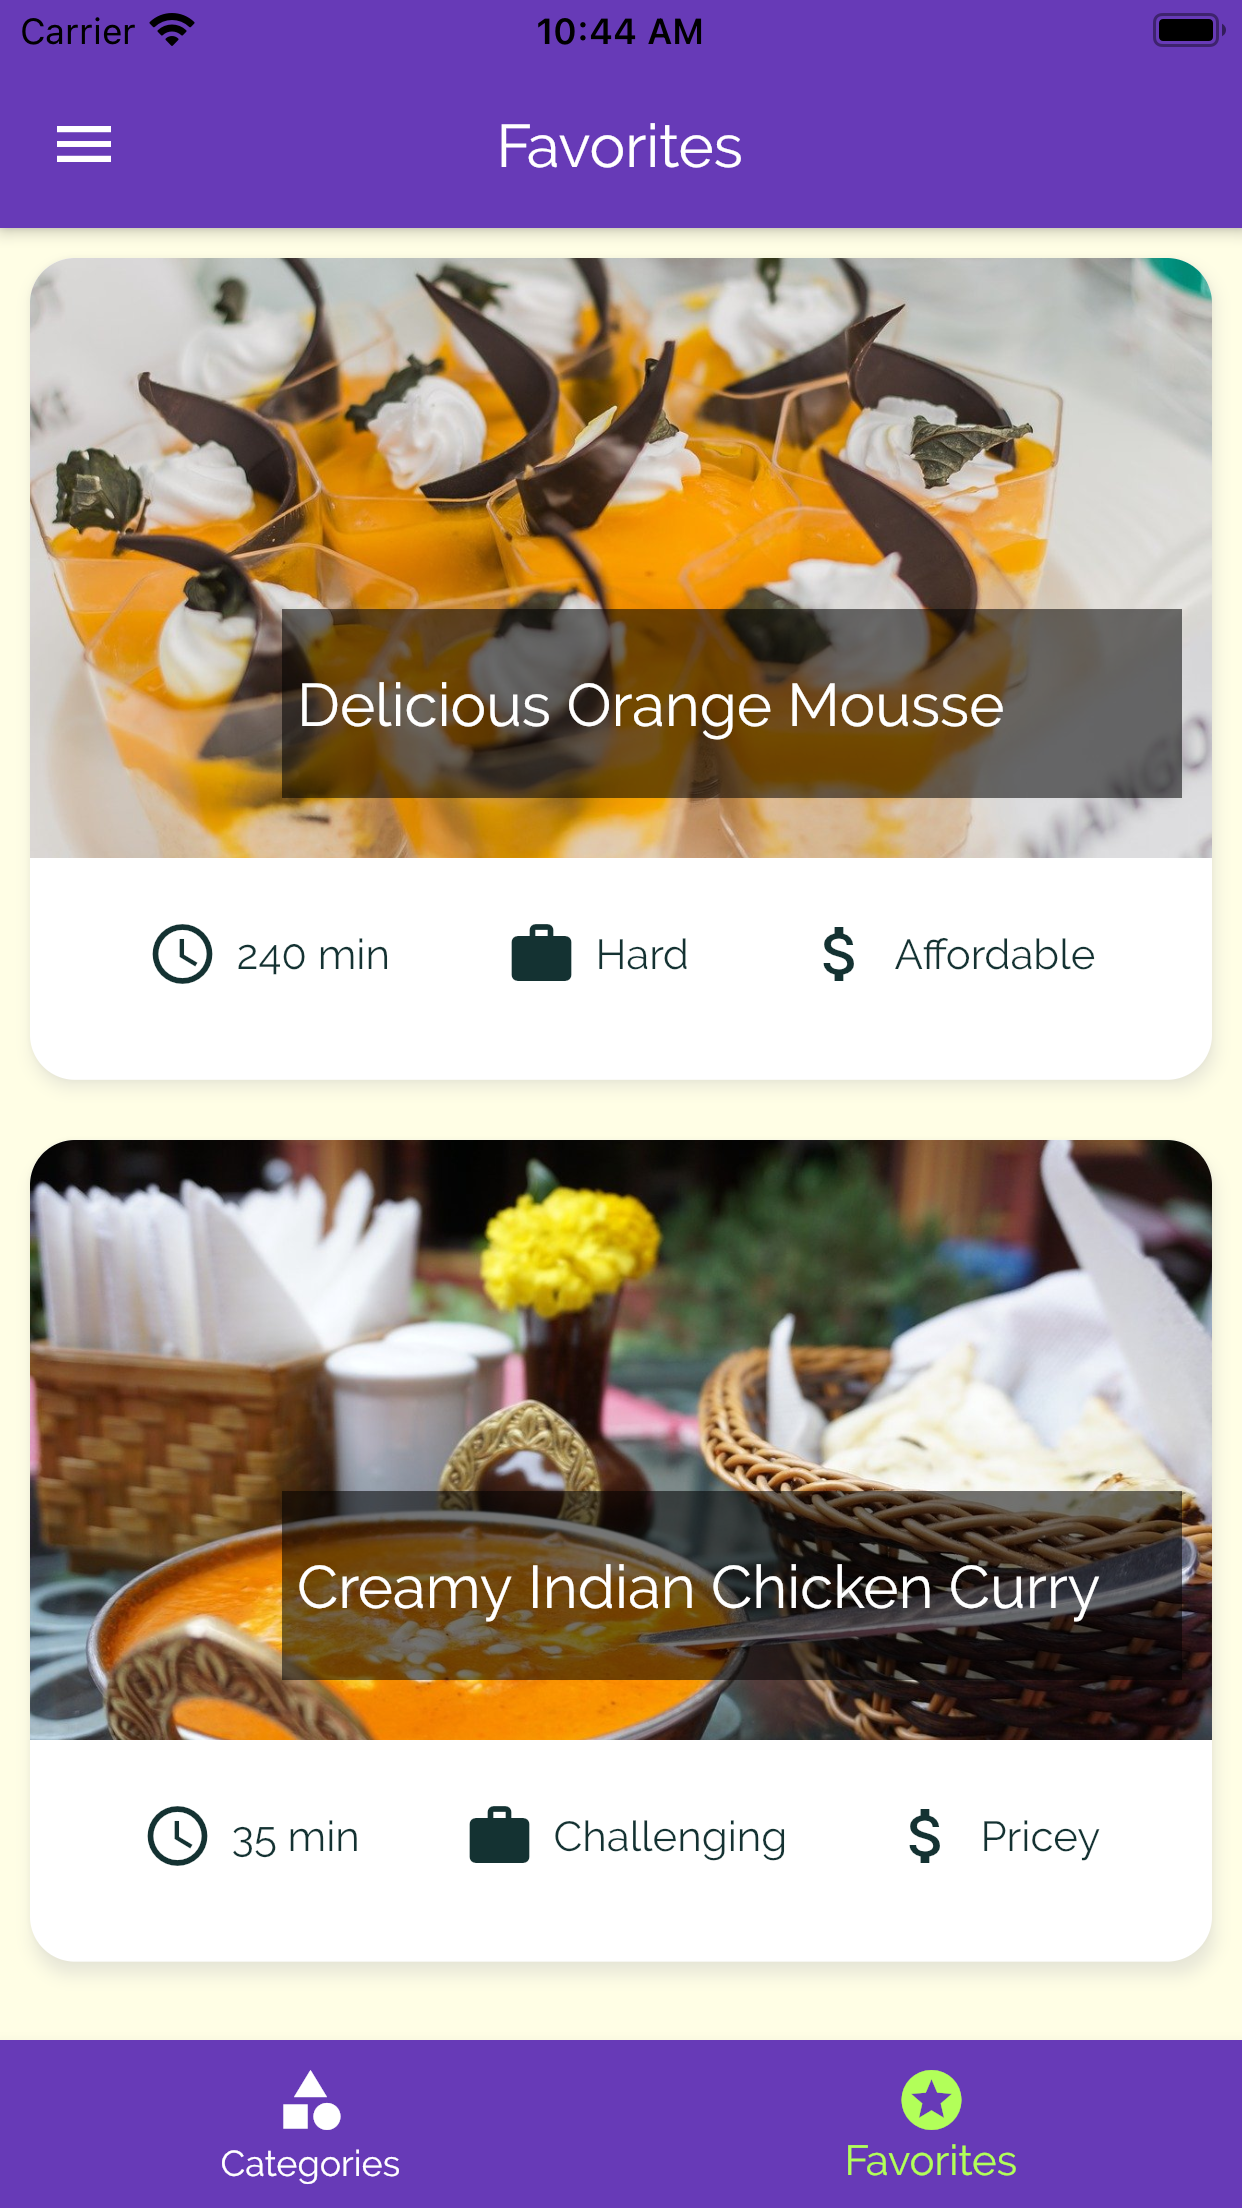 Carrier
10:44 AM
Favorites
MANGO
Delicious Orange Mousse
240 min
Hard
Affordable
Creamy Indian Chicken Curry
35 min
Challenging
Pricey
Categories
Favorites